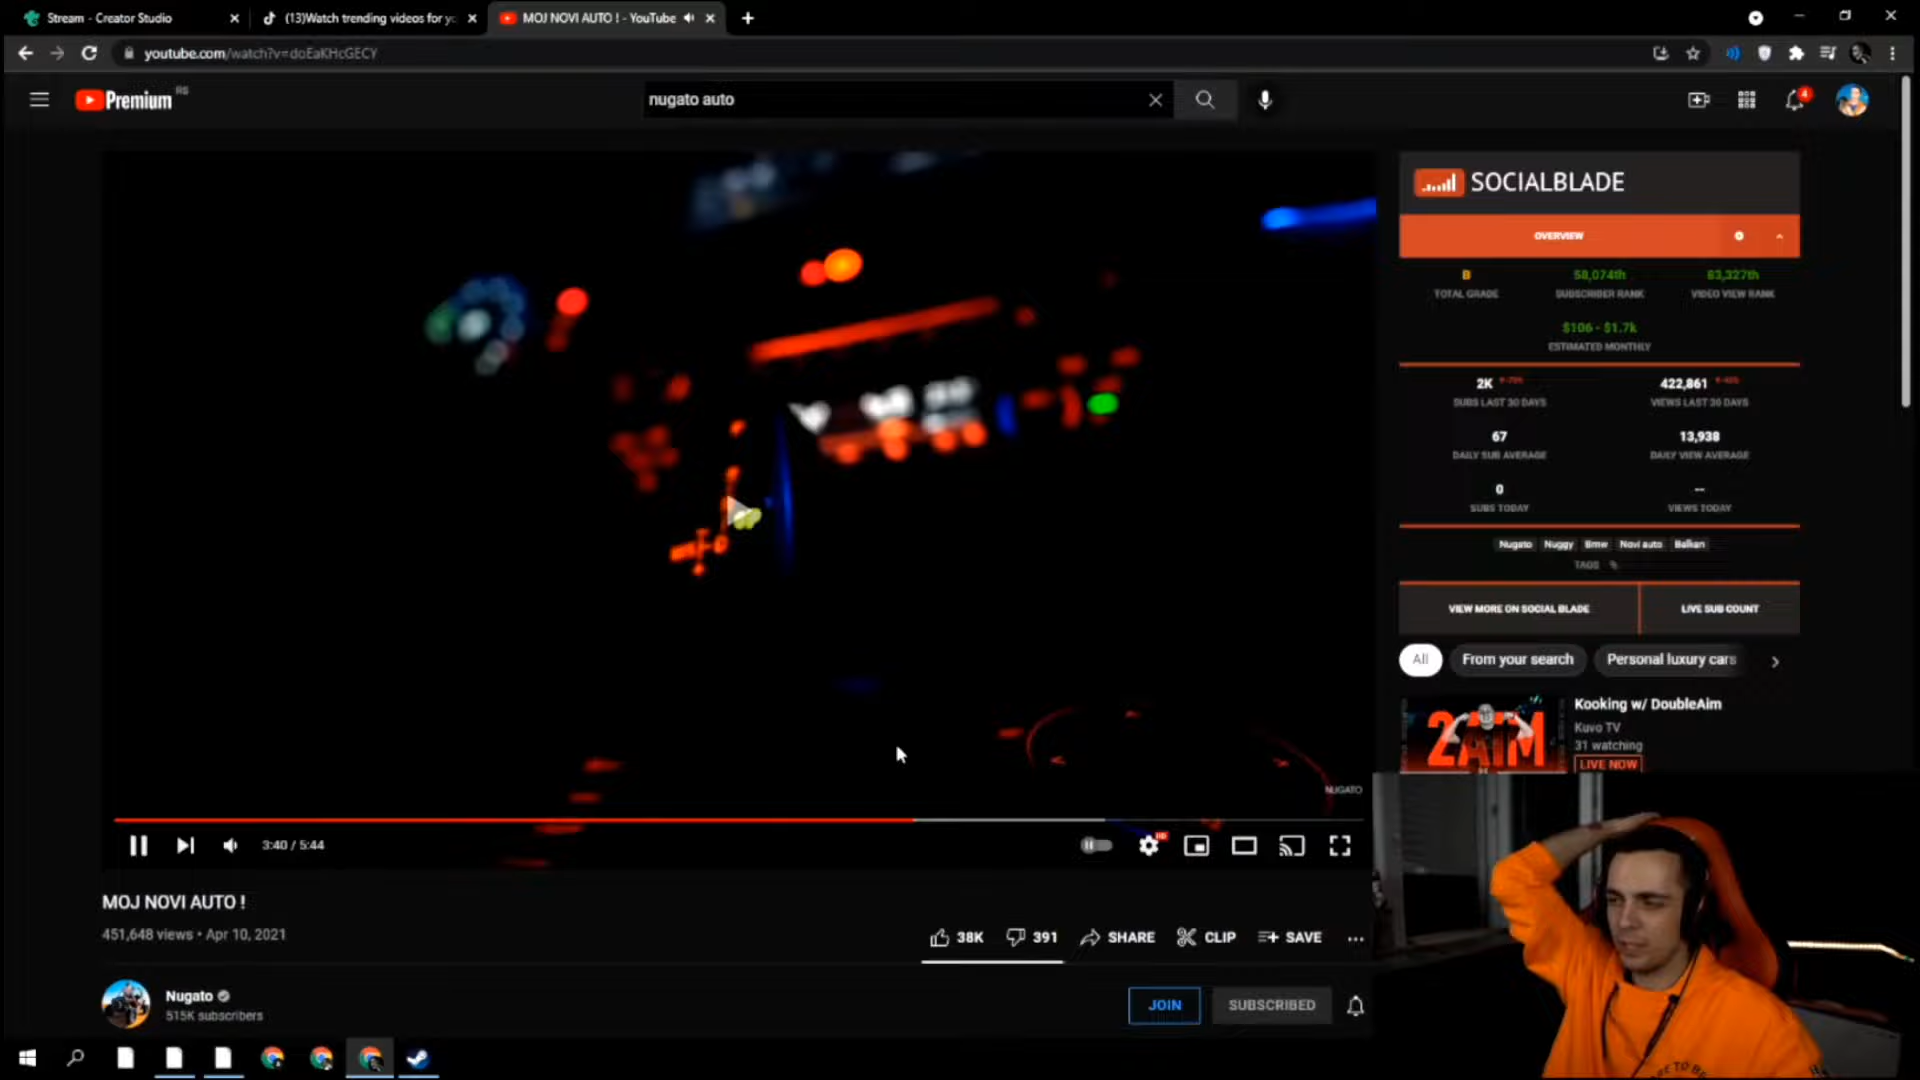 Stream - Creator Studio
(13)Watch trending videos for yo
MOJ NOVI AUTO ! - YouTube
youtube.com/watch?v=doEaKHcGECY
Premium RS
nugato auto
4
SOCIALBLADE
OVERVIEW
B
58,074th
83,327th
TOTAL GRADE
SUBSCRIBER RANK
VIDEO VIEW RANK
$106 - $1.7k
ESTIMATED MONTHLY
2K
422,861
SUBS LAST 30 DAYS
VIEWS LAST 30 DAYS
67
13,938
DAILY SUB AVERAGE
DAILY VIEW AVERAGE
0
--
SUBS TODAY
VIEWS TODAY
Nugato Nuggy Bmw Novi auto Balkan
TAGS
VIEW MORE ON SOCIAL BLADE
LIVE SUB COUNT
All
From your search
Personal luxury cars
2AIM
Kooking w/ DoubleAim
Kuvo TV
31 watching
LIVE NOW
NUGATO
3:40 / 5:44
HD
MOJ NOVI AUTO !
451,648 views • Apr 10, 2021
38K
391
SHARE
CLIP
SAVE
Nugato
515K subscribers
JOIN
SUBSCRIBED